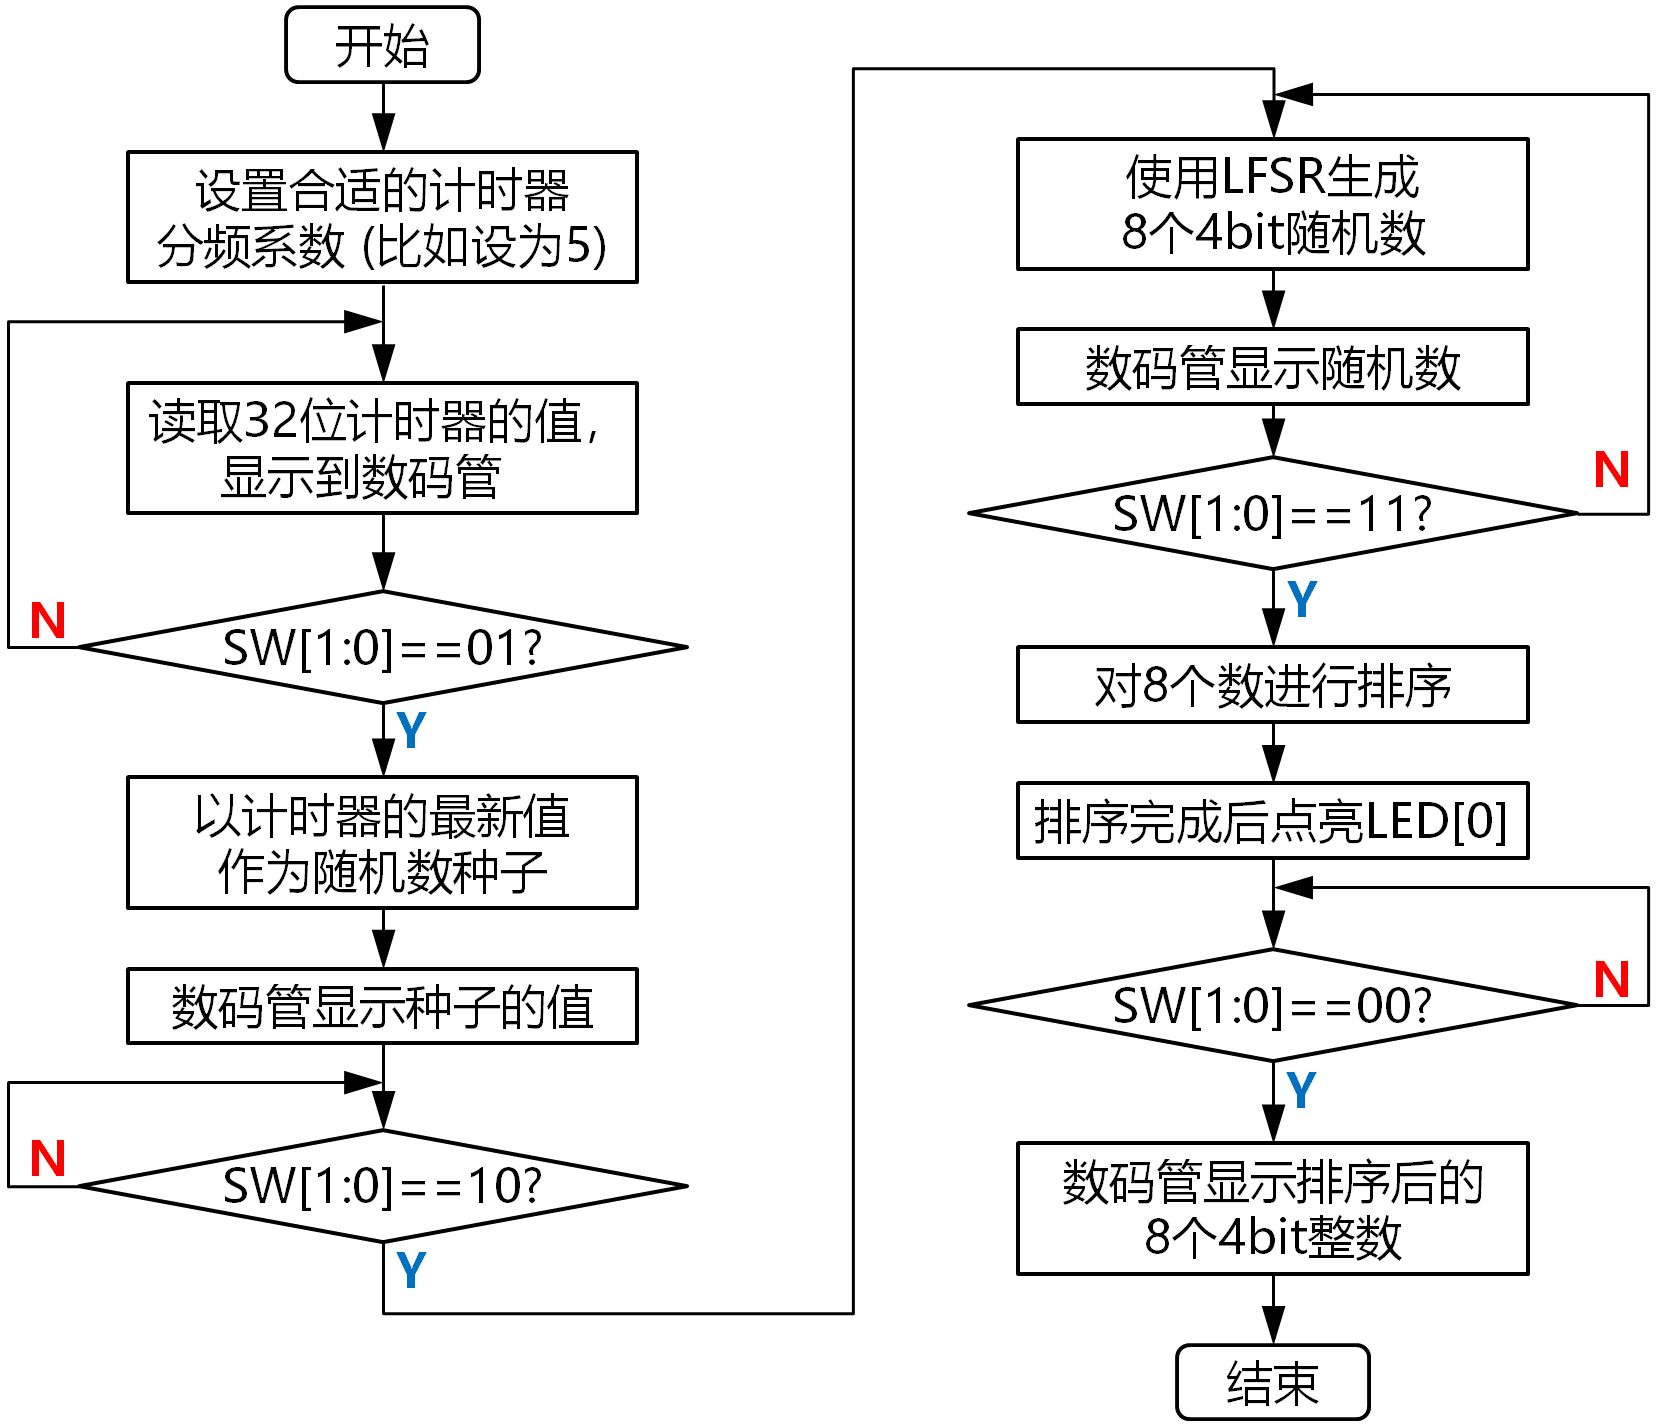 开始
设置合适的计时器
分频系数 (比如设为5)
读取32位计时器的值,
显示到数码管
N
SW[1:0]==01?
Y
以计时器的最新值
作为随机数种子
数码管显示种子的值
N
SW[1:0]==10?
Y
使用LFSR生成
8个4bit随机数
数码管显示随机数
N
SW[1:0]==11?
Y
对8个数进行排序
排序完成后点亮LED[0]
N
SW[1:0]==00?
Y
数码管显示排序后的
8个4bit整数
结束